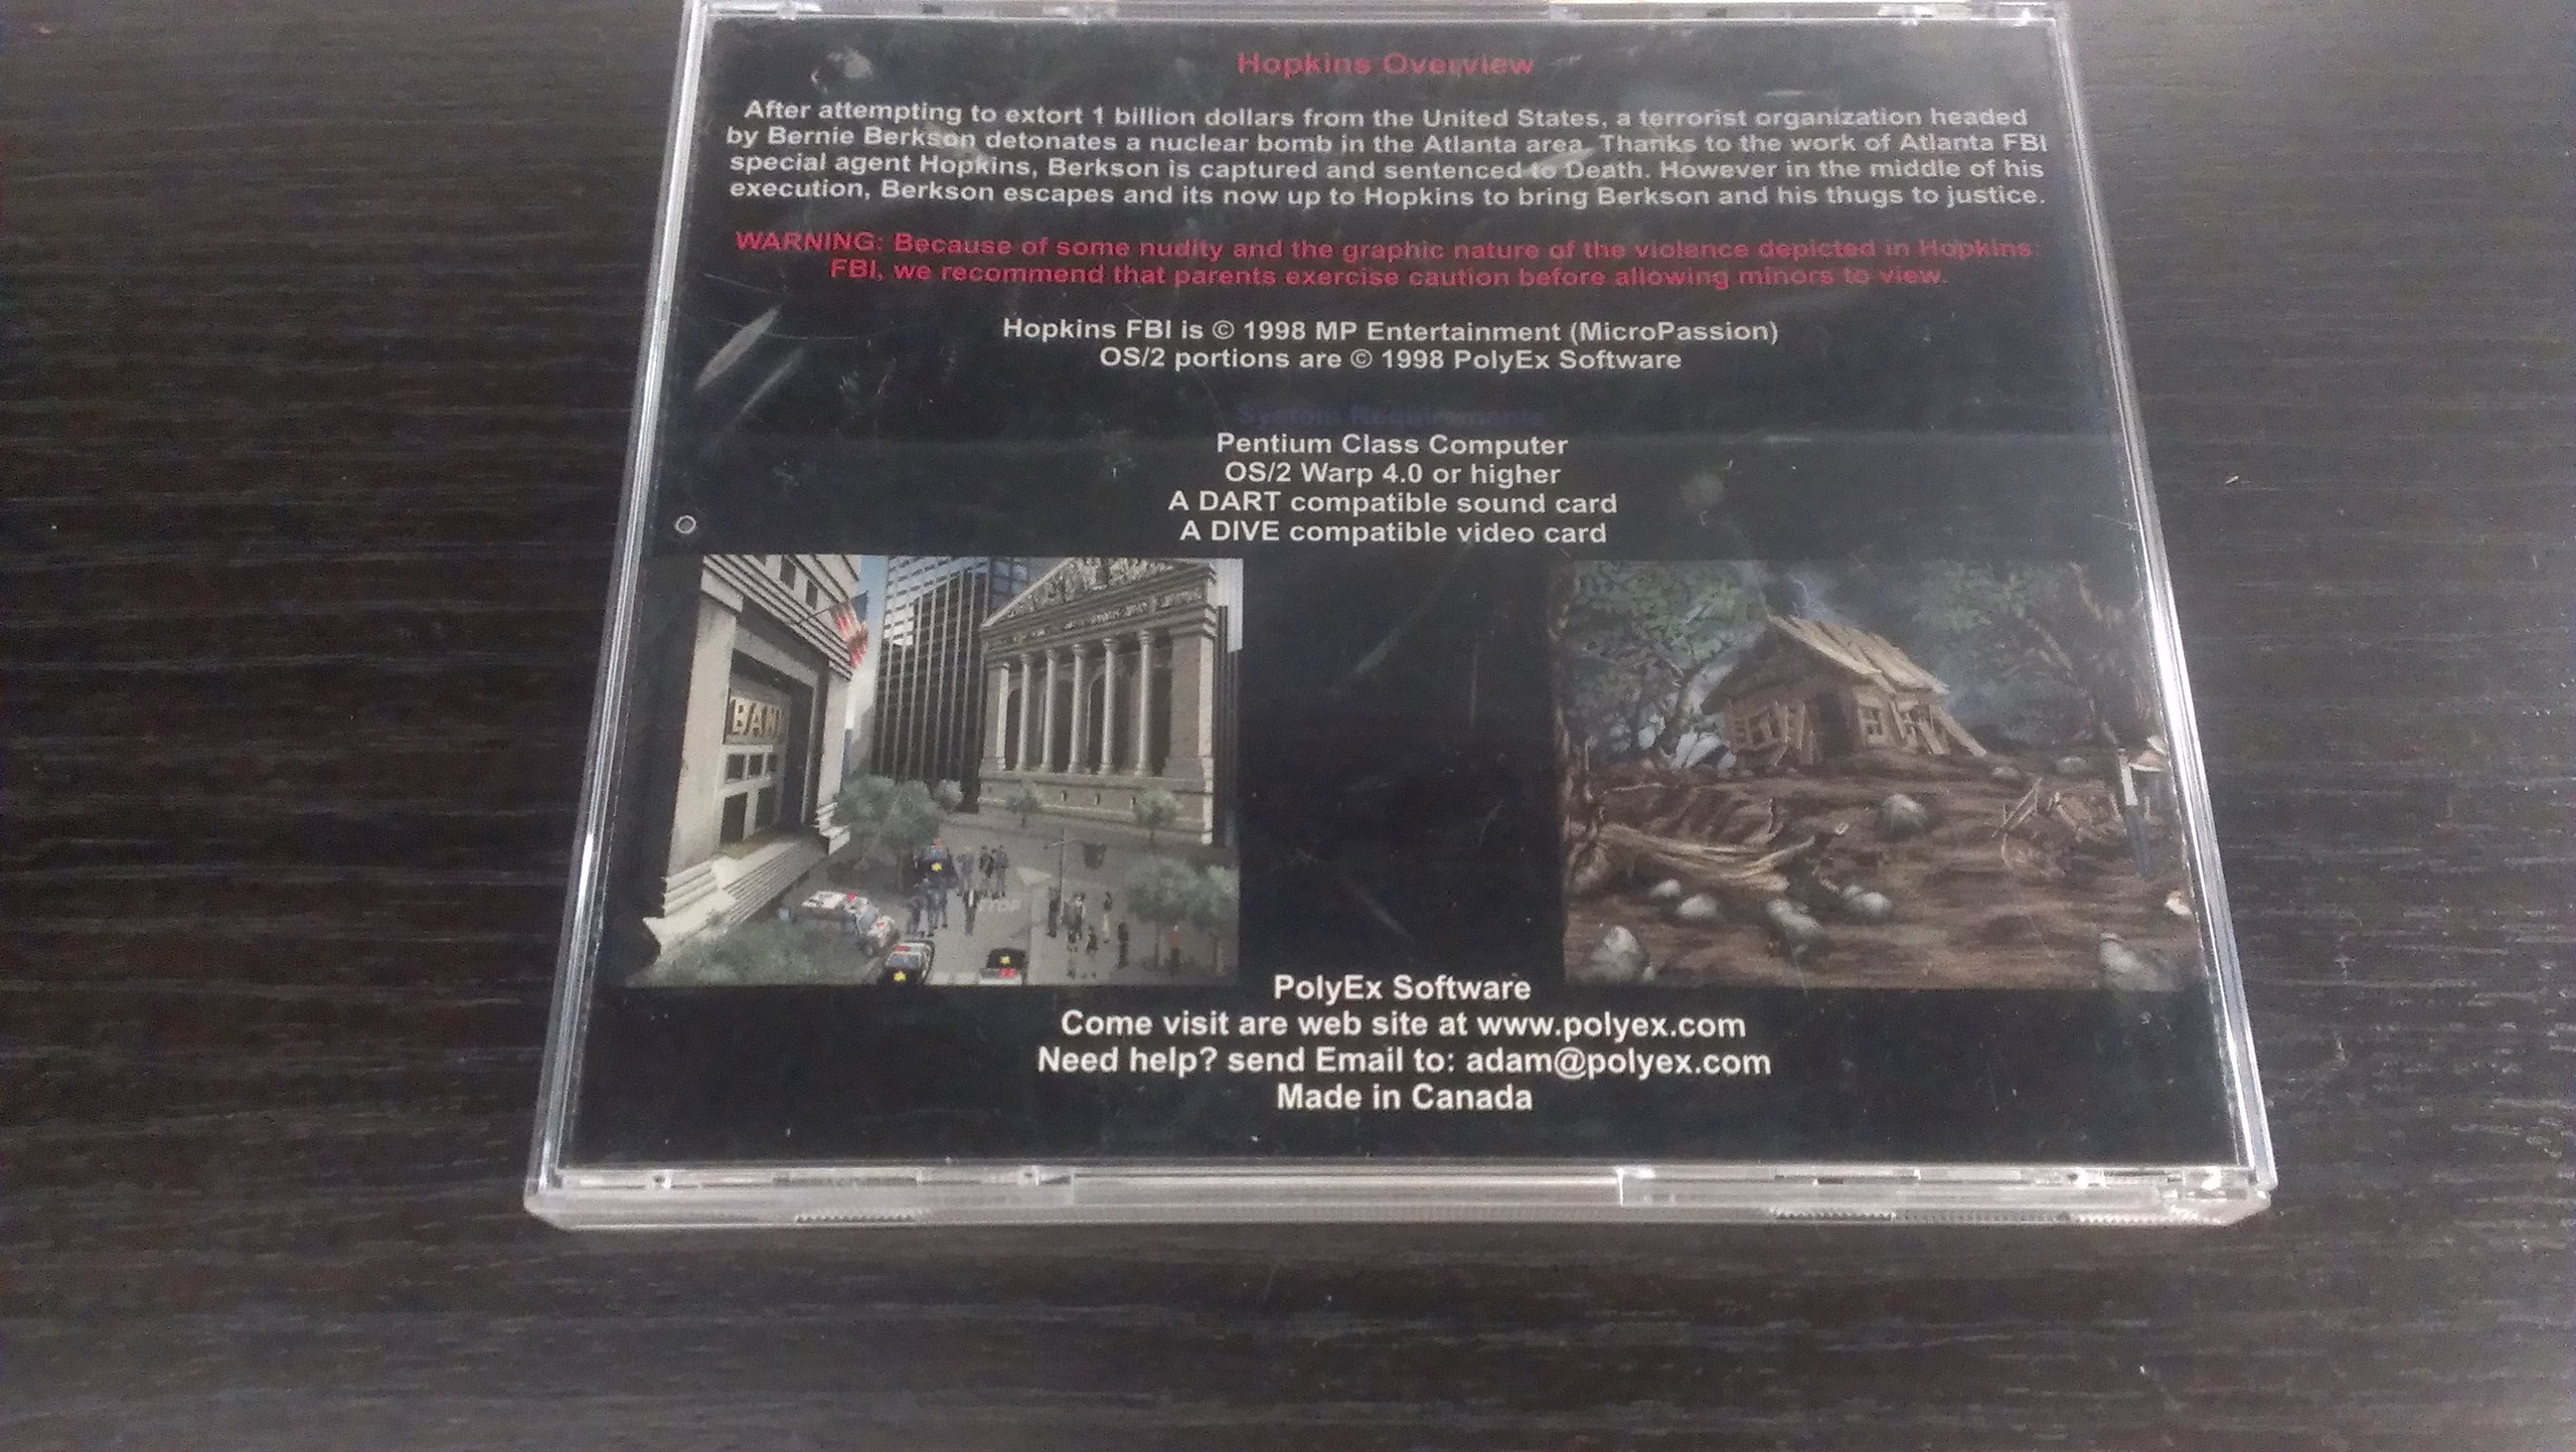 Hopkins Overview
After attempting to extort 1 billion dollars from the United States, a terrorist organization headed
by Bernie Berkson detonates a nuclear bomb in the Atlanta area. Thanks to the work of Atlanta FBI
special agent Hopkins, Berkson is captured and sentenced to Death. However in the middle of his
execution, Berkson escapes and its now up to Hopkins to bring Berkson and his thugs to justice.
WARNING: Because of some nudity and the graphic nature of the violence depicted in Hopkins:
FBI, we recommend that parents exercise caution before allowing minors to view.
Hopkins FBI is © 1998 MP Entertainment (MicroPassion)
OS/2 portions are © 1998 PolyEx Software
System Requirements
Pentium Class Computer
OS/2 Warp 4.0 or higher
A DART compatible sound card
A DIVE compatible video card
BANK
STOP
PolyEx Software
Come visit are web site at www.polyex.com
Need help? send Email to: adam@polyex.com
Made in Canada